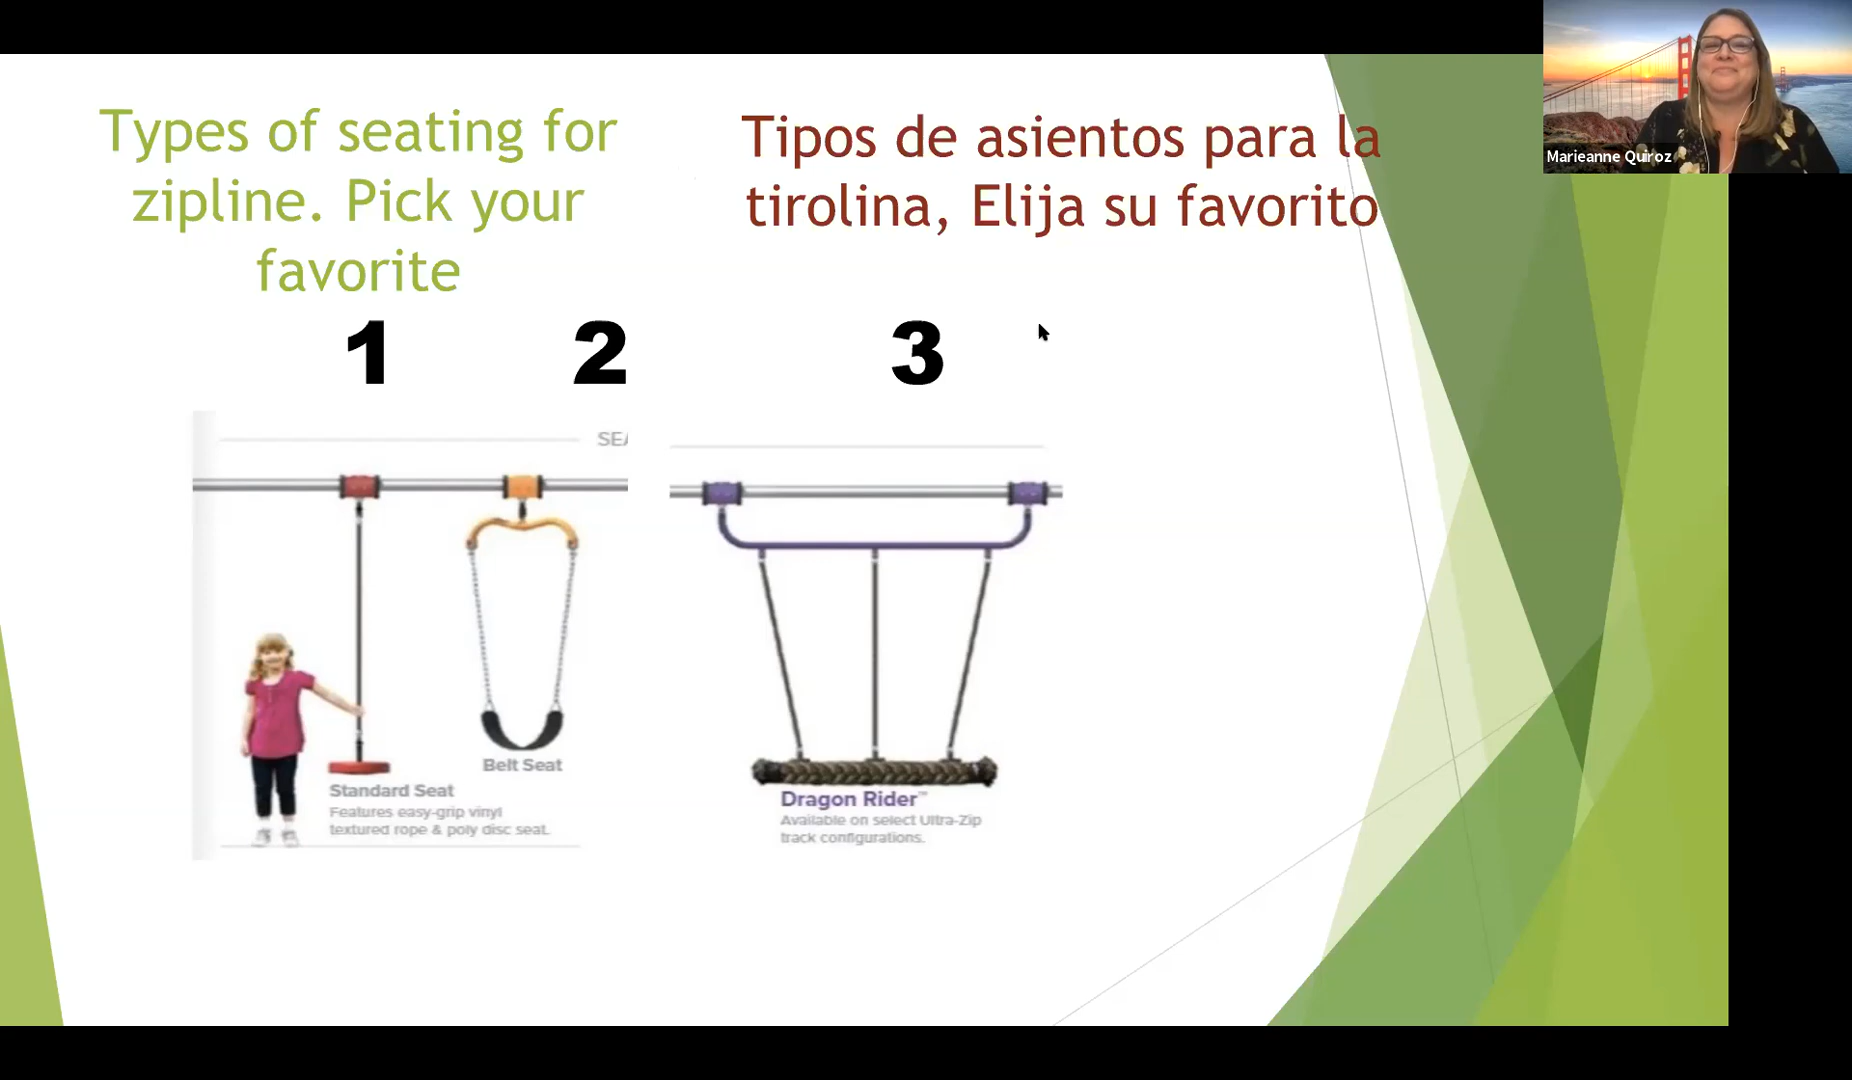 Types of seating for
zipline. Pick your
favorite
Tipos de asientos para la
tirolina, Elija su favorito
Marieanne Quiroz
1
2
3
SEA
Belt Seat
Standard Seat
Features easy-grip vinyl
textured rope & poly disc seat.
Dragon Rider™
Available on select Ultra-Zip
track configurations.